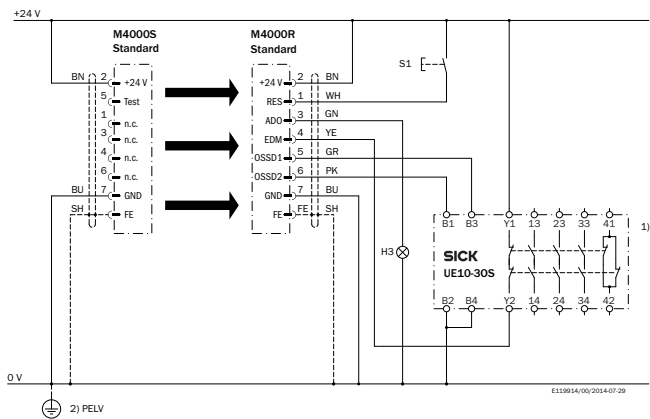 +24 V
M4000S
Standard
M4000R
Standard
BN 2 +24 V
5 Test
1 n.c.
3 n.c.
4 n.c.
6 n.c.
BU 7 GND
SH FE
+24 V 2 BN
RES 1 WH
ADO 3 GN
EDM 4 YE
OSSD1 5 GR
OSSD2 6 PK
GND 7 BU
FE FE SH
S1
H3
B1 B3 Y1 13 23 33 41
1)
SICK
UE10-30S
B2 B4 Y2 14 24 34 42
0 V
E119914/00/2014-07-29
2) PELV